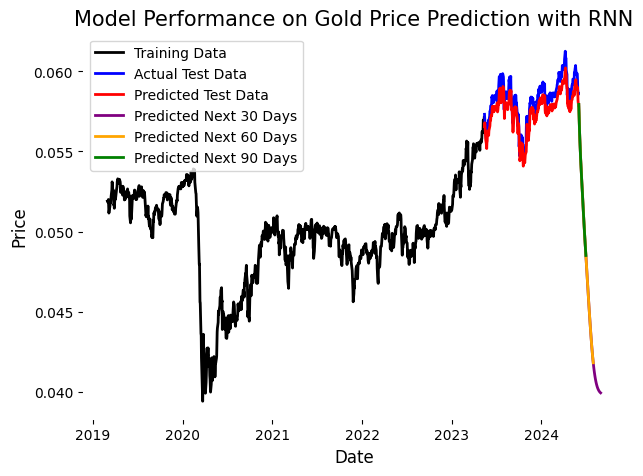 Model Performance on Gold Price Prediction with RNN
Training Data
Actual Test Data
Predicted Test Data
Predicted Next 30 Days
Predicted Next 60 Days
Predicted Next 90 Days
0.060
0.055
0.050
0.045
0.040
Price
2019
2020
2021
2022
2023
2024
Date